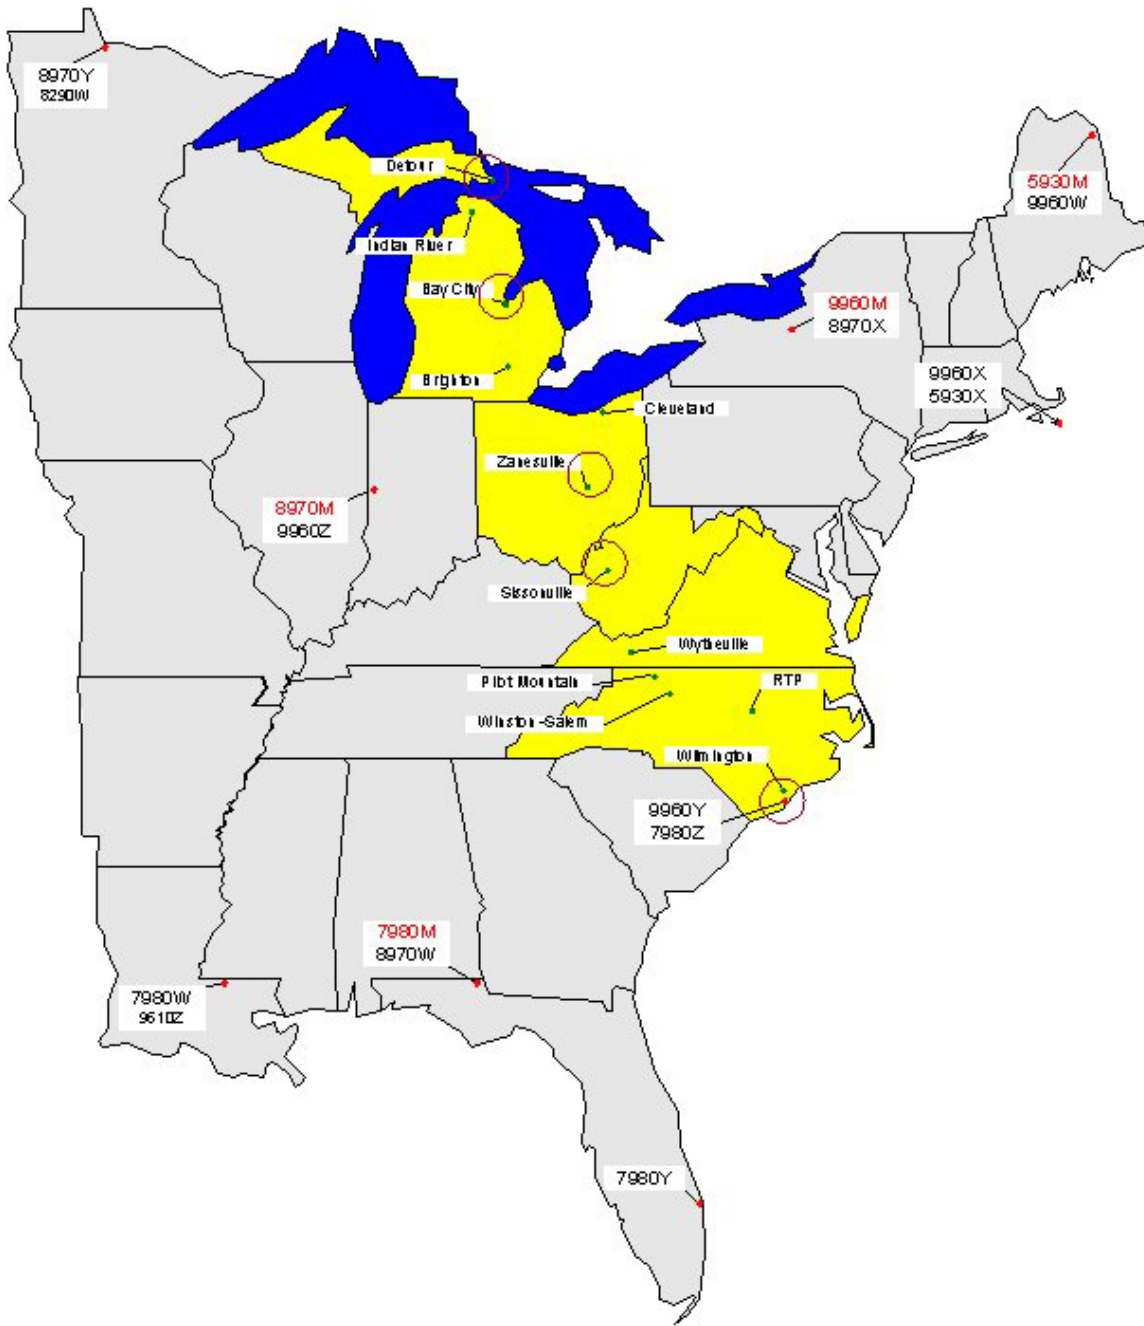 8970Y
8290W
Detour
5930M
9960W
Indian River
Bay City
9960M
8970X
Brighton
9960X
5930X
Cleveland
Zanesville
8970M
9960Z
Sissonville
Wytheville
Pilot Mountain
RTP
Winston-Salem
Wilmington
9960Y
7980Z
7980M
8970W
7980W
9610Z
7980Y